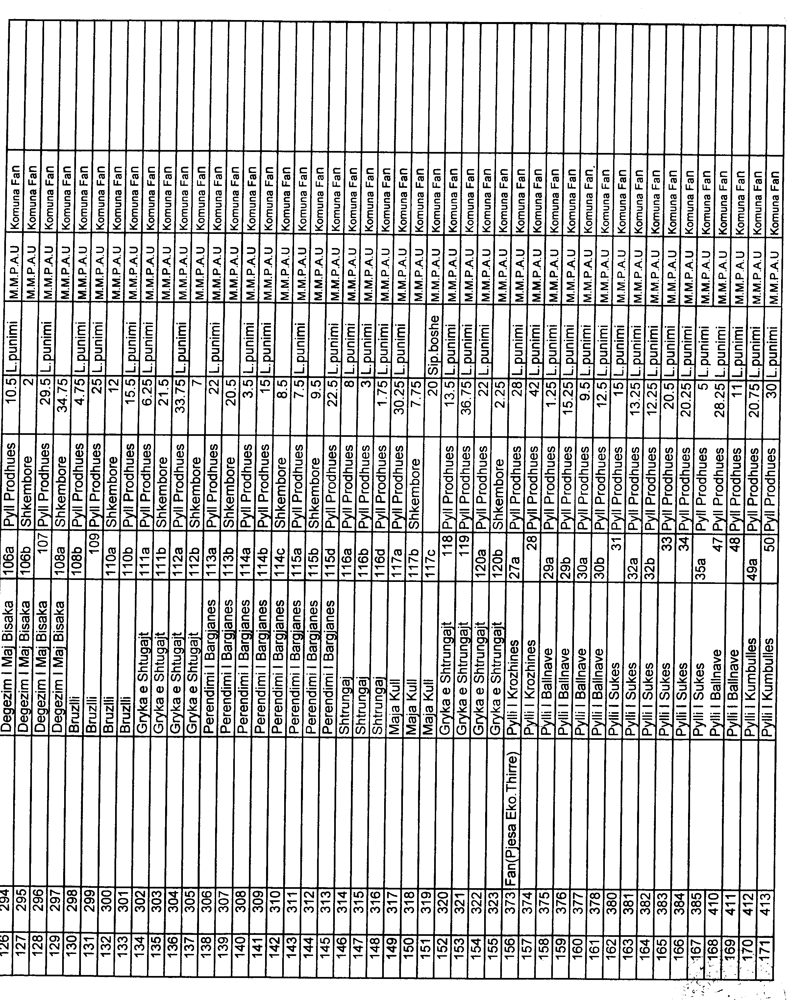 126 294 Degezim I Maj Bisaka 106a Pyll Prodhues 10.5 L.punimi M.M.P.A.U Komuna Fan
127 295 Degezim I Maj Bisaka 106b Shkembore 2 M.M.P.A.U Komuna Fan
128 296 Degezim I Maj Bisaka 107 Pyll Prodhues 29.5 L.punimi M.M.P.A.U Komuna Fan
129 297 Degezim I Maj Bisaka 108a Shkembore 34.75 M.M.P.A.U Komuna Fan
130 298 Bruzlli 108b Pyll Prodhues 4.75 L.punimi M.M.P.A.U Komuna Fan
131 299 Bruzlli 109 Pyll Prodhues 25 L.punimi M.M.P.A.U Komuna Fan
132 300 Bruzlli 110a Shkembore 12 M.M.P.A.U Komuna Fan
133 301 Bruzlli 110b Pyll Prodhues 15.5 L.punimi M.M.P.A.U Komuna Fan
134 302 Gryka e Shtugajt 111a Pyll Prodhues 6.25 L.punimi M.M.P.A.U Komuna Fan
135 303 Gryka e Shtugajt 111b Shkembore 21.5 M.M.P.A.U Komuna Fan
136 304 Gryka e Shtugajt 112a Pyll Prodhues 33.75 L.punimi M.M.P.A.U Komuna Fan
137 305 Gryka e Shtugajt 112b Shkembore 7 M.M.P.A.U Komuna Fan
138 306 Perendimi I Bargjanes 113a Pyll Prodhues 22 L.punimi M.M.P.A.U Komuna Fan
139 307 Perendimi I Bargjanes 113b Shkembore 20.5 M.M.P.A.U Komuna Fan
140 308 Perendimi I Bargjanes 114a Pyll Prodhues 3.5 L.punimi M.M.P.A.U Komuna Fan
141 309 Perendimi I Bargjanes 114b Pyll Prodhues 15 L.punimi M.M.P.A.U Komuna Fan
142 310 Perendimi I Bargjanes 114c Shkembore 8.5 M.M.P.A.U Komuna Fan
143 311 Perendimi I Bargjanes 115a Pyll Prodhues 7.5 L.punimi M.M.P.A.U Komuna Fan
144 312 Perendimi I Bargjanes 115b Shkembore 9.5 M.M.P.A.U Komuna Fan
145 313 Perendimi I Bargjanes 115d Pyll Prodhues 22.5 L.punimi M.M.P.A.U Komuna Fan
146 314 Shtrungaj 116a Pyll Prodhues 8 L.punimi M.M.P.A.U Komuna Fan
147 315 Shtrungaj 116b Pyll Prodhues 3 L.punimi M.M.P.A.U Komuna Fan
148 316 Shtrungaj 116d Pyll Prodhues 1.75 L.punimi M.M.P.A.U Komuna Fan
149 317 Maja Kull 117a Pyll Prodhues 30.25 L.punimi M.M.P.A.U Komuna Fan
150 318 Maja Kull 117b Shkembore 7.75 M.M.P.A.U Komuna Fan
151 319 Maja Kull 117c 20 Sip.boshe M.M.P.A.U Komuna Fan
152 320 Gryka e Shtrungajt 118 Pyll Prodhues 13.5 L.punimi M.M.P.A.U Komuna Fan
153 321 Gryka e Shtrungajt 119 Pyll Prodhues 36.75 L.punimi M.M.P.A.U Komuna Fan
154 322 Gryka e Shtrungajt 120a Pyll Prodhues 22 L.punimi M.M.P.A.U Komuna Fan
155 323 Gryka e Shtrungajt 120b Shkembore 2.25 M.M.P.A.U Komuna Fan
156 373 Fan(Pjesa Eko.Thirre) Pylli I Krozhines 27a Pyll Prodhues 28 L.punimi M.M.P.A.U Komuna Fan
157 374 Pylli I Krozhines 28 Pyll Prodhues 42 L.punimi M.M.P.A.U Komuna Fan
158 375 Pylli I Ballnave 29a Pyll Prodhues 1.25 L.punimi M.M.P.A.U Komuna Fan
159 376 Pylli I Ballnave 29b Pyll Prodhues 15.25 L.punimi M.M.P.A.U Komuna Fan
160 377 Pylli I Ballnave 30a Pyll Prodhues 9.5 L.punimi M.M.P.A.U Komuna Fan
161 378 Pylli I Ballnave 30b Pyll Prodhues 12.5 L.punimi M.M.P.A.U Komuna Fan
162 380 Pylli I Sukes 31 Pyll Prodhues 15 L.punimi M.M.P.A.U Komuna Fan
163 381 Pylli I Sukes 32a Pyll Prodhues 13.25 L.punimi M.M.P.A.U Komuna Fan
164 382 Pylli I Sukes 32b Pyll Prodhues 12.25 L.punimi M.M.P.A.U Komuna Fan
165 383 Pylli I Sukes 33 Pyll Prodhues 20.5 L.punimi M.M.P.A.U Komuna Fan
166 384 Pylli I Sukes 34 Pyll Prodhues 20.25 L.punimi M.M.P.A.U Komuna Fan
167 385 Pylli I Sukes 35a Pyll Prodhues 5 L.punimi M.M.P.A.U Komuna Fan
168 410 Pylli I Ballnave 47 Pyll Prodhues 28.25 L.punimi M.M.P.A.U Komuna Fan
169 411 Pylli I Ballnave 48 Pyll Prodhues 11 L.punimi M.M.P.A.U Komuna Fan
170 412 Pylli I Kumbulles 49a Pyll Prodhues 20.75 L.punimi M.M.P.A.U Komuna Fan
171 413 Pylli I Kumbulles 50 Pyll Prodhues 30 L.punimi M.M.P.A.U Komuna Fan